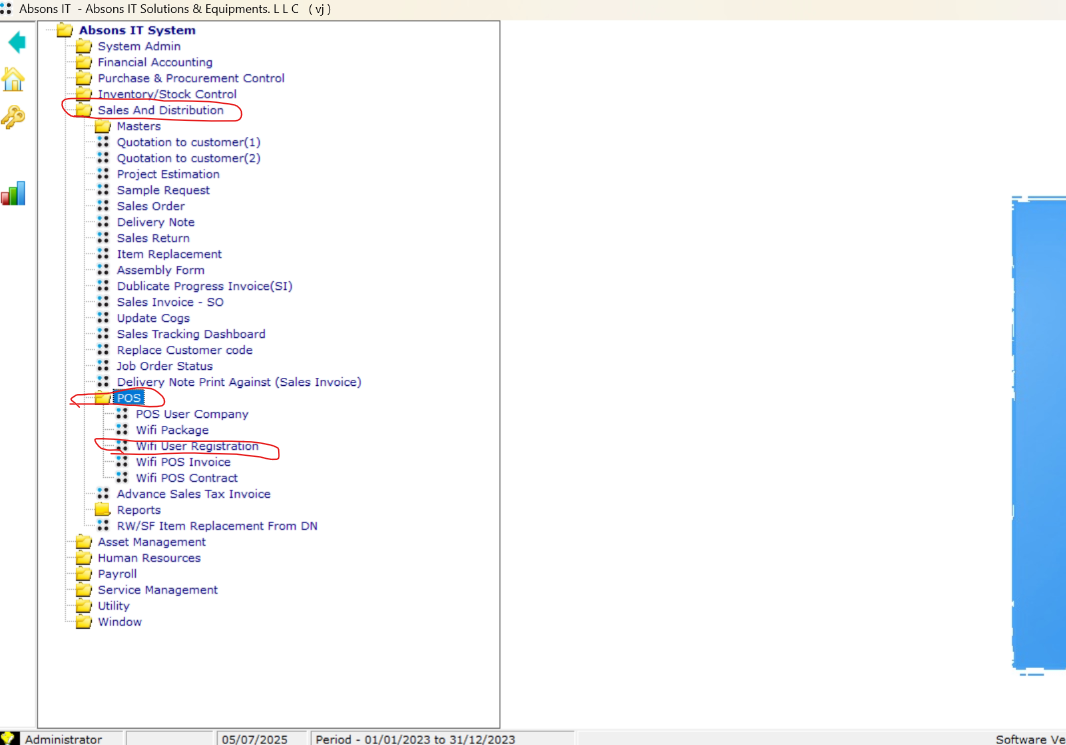 Absons IT - Absons IT Solutions & Equipments. L L C ( vj )
Absons IT System
System Admin
Financial Accounting
Purchase & Procurement Control
Inventory/Stock Control
Sales And Distribution
Masters
Quotation to customer(1)
Quotation to customer(2)
Project Estimation
Sample Request
Sales Order
Delivery Note
Sales Return
Item Replacement
Assembly Form
Dublicate Progress Invoice(SI)
Sales Invoice - SO
Update Cogs
Sales Tracking Dashboard
Replace Customer code
Job Order Status
Delivery Note Print Against (Sales Invoice)
POS
POS User Company
Wifi Package
Wifi User Registration
Wifi POS Invoice
Wifi POS Contract
Advance Sales Tax Invoice
Reports
RW/SF Item Replacement From DN
Asset Management
Human Resources
Payroll
Service Management
Utility
Window
Administrator 05/07/2025 Period - 01/01/2023 to 31/12/2023 Software Ve